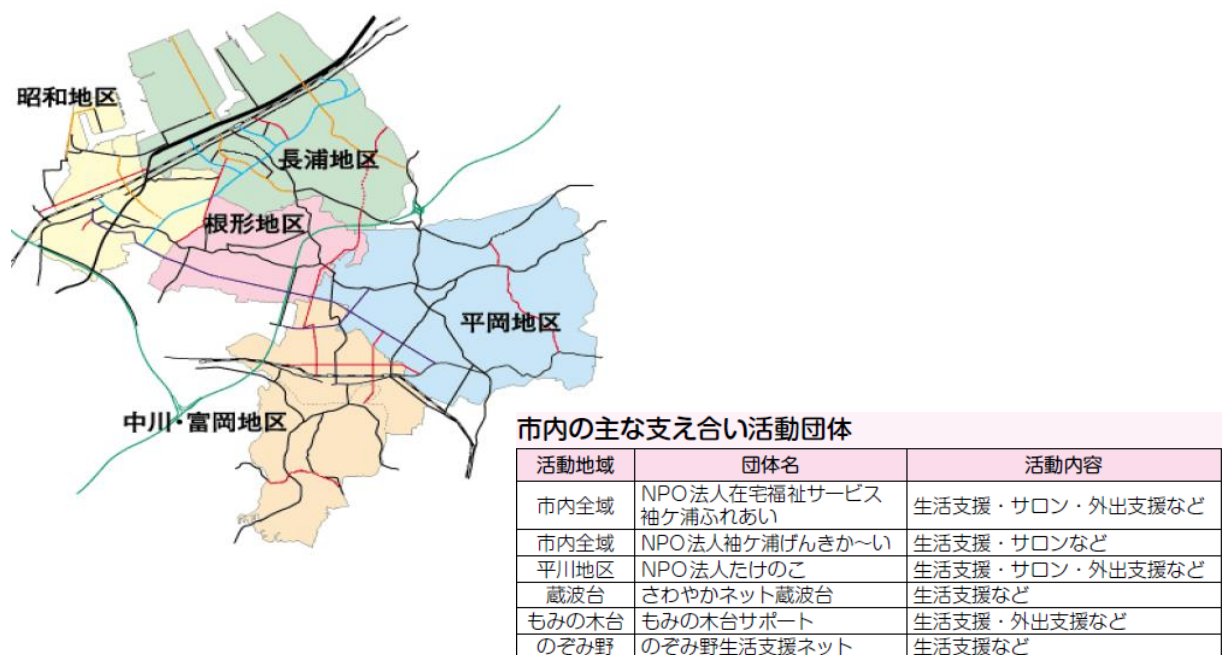 昭和地区
長浦地区
根形地区
平岡地区
中川・富岡地区
市内の主な支え合い活動団体
活動地域 団体名 活動内容
市内全域 NPO法人在宅福祉サービス
袖ケ浦ふれあい 生活支援・サロン・外出支援など
市内全域 NPO法人袖ケ浦げんきか〜い 生活支援・サロンなど
平川地区 NPO法人たけのこ 生活支援・サロン・外出支援など
蔵波台 さわやかネット蔵波台 生活支援など
もみの木台 もみの木台サポート 生活支援・外出支援など
のぞみ野 のぞみ野生活支援ネット 生活支援など